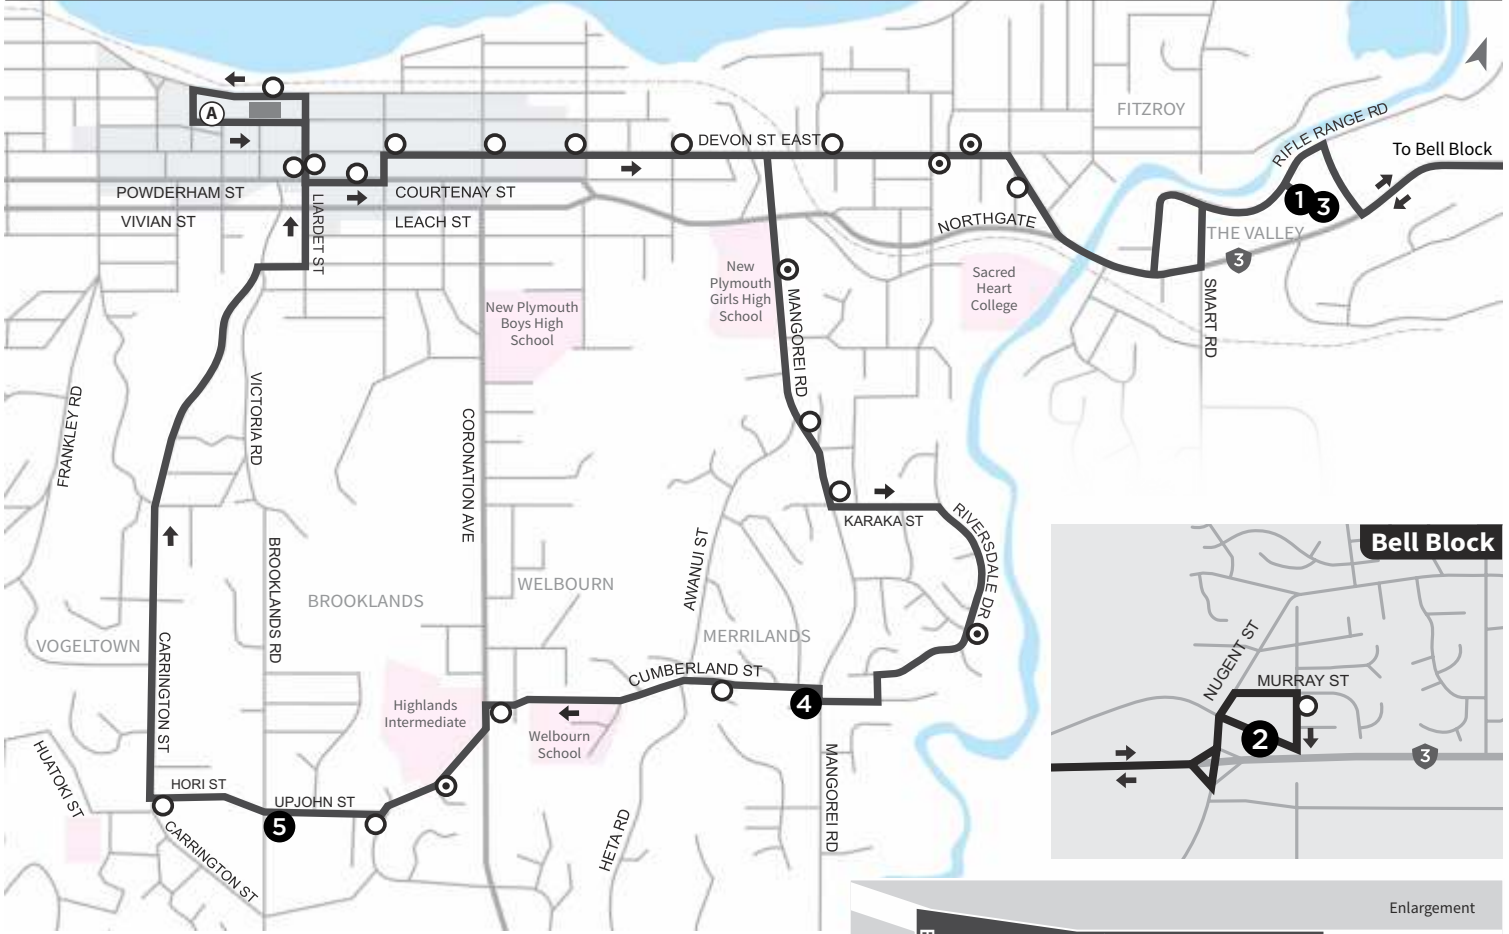 FITZROY
RIFLE RANGE RD
To Bell Block
A
DEVON ST EAST
POWDERHAM ST
COURTENAY ST
VIVIAN ST
LEACH ST
LIARDET ST
NORTHGATE
1
3
THE VALLEY
3
New
Plymouth
Girls High
School
Sacred
Heart
College
New Plymouth
Boys High
School
MANGOREI RD
SMART RD
FRANKLEY RD
VICTORIA RD
CORONATION AVE
KARAKA ST
RIVERSDALE DR
AWANUI ST
BROOKLANDS RD
BROOKLANDS
WELBOURN
MERRILANDS
VOGELTOWN
CARRINGTON ST
CUMBERLAND ST
4
Highlands
Intermediate
Welbourn
School
HUATOKI ST
HORI ST
UPJOHN ST
5
CARRINGTON ST
HETA RD
MANGOREI RD
Bell Block
NUGENT ST
MURRAY ST
2
3
Enlargement